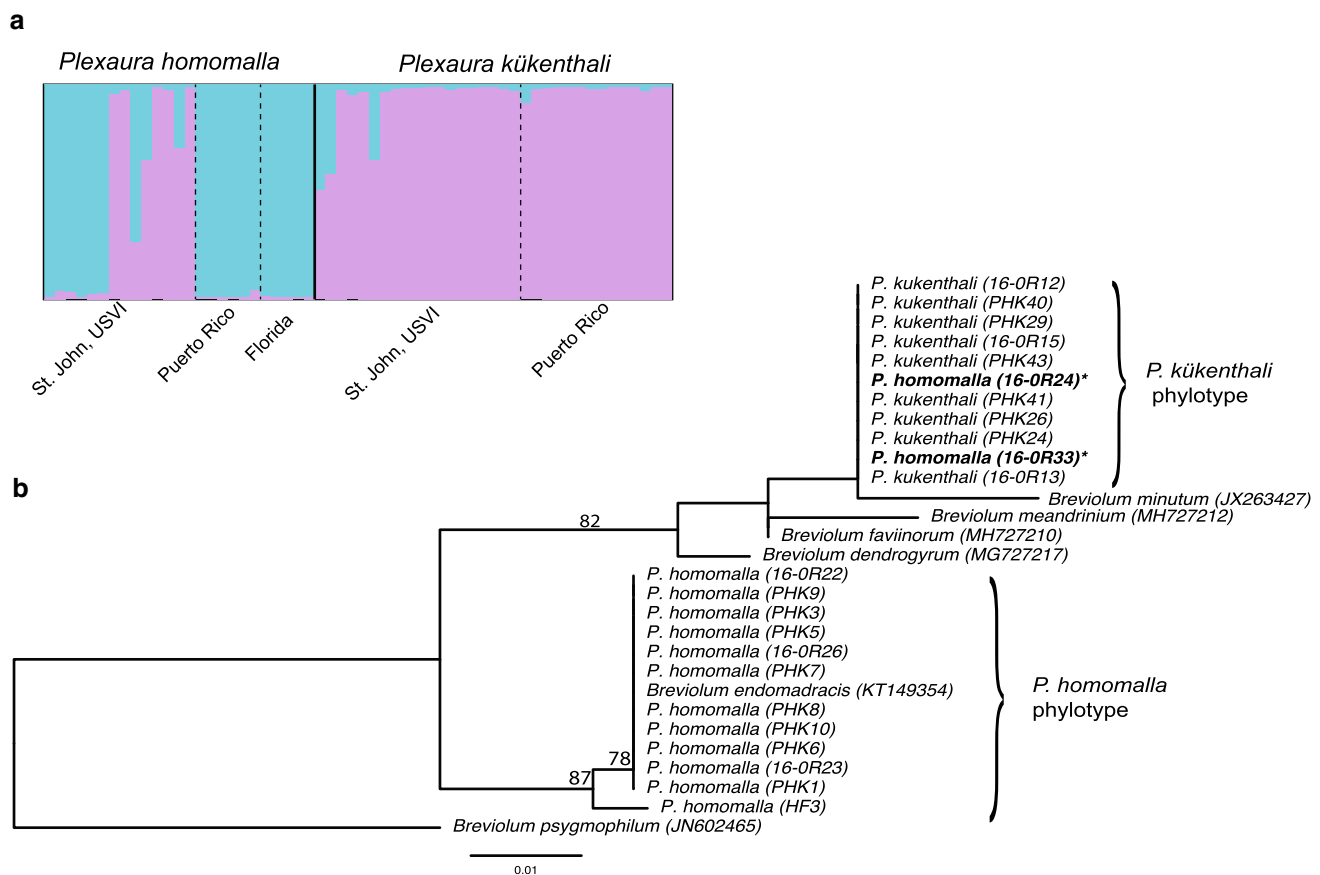 a
Plexaura homomalla
Plexaura kükenthali
St. John, USVI
Puerto Rico
Florida
St. John, USVI
Puerto Rico
b
P. kukenthali (16-0R12)
P. kukenthali (PHK40)
P. kukenthali (PHK29)
P. kukenthali (16-0R15)
P. kukenthali (PHK43)
P. homomalla (16-0R24)*
P. kukenthali (PHK41)
P. kukenthali (PHK26)
P. kukenthali (PHK24)
P. homomalla (16-0R33)*
P. kukenthali (16-0R13)
P. kükenthali
phylotype
Breviolum minutum (JX263427)
Breviolum meandrinium (MH727212)
82
Breviolum faviinorum (MH727210)
Breviolum dendrogyrum (MG727217)
P. homomalla (16-0R22)
P. homomalla (PHK9)
P. homomalla (PHK3)
P. homomalla (PHK5)
P. homomalla (16-0R26)
P. homomalla (PHK7)
Breviolum endomadracis (KT149354)
P. homomalla (PHK8)
P. homomalla (PHK10)
P. homomalla (PHK6)
78
P. homomalla (16-0R23)
87
P. homomalla (PHK1)
P. homomalla (HF3)
P. homomalla
phylotype
Breviolum psygmophilum (JN602465)
0.01